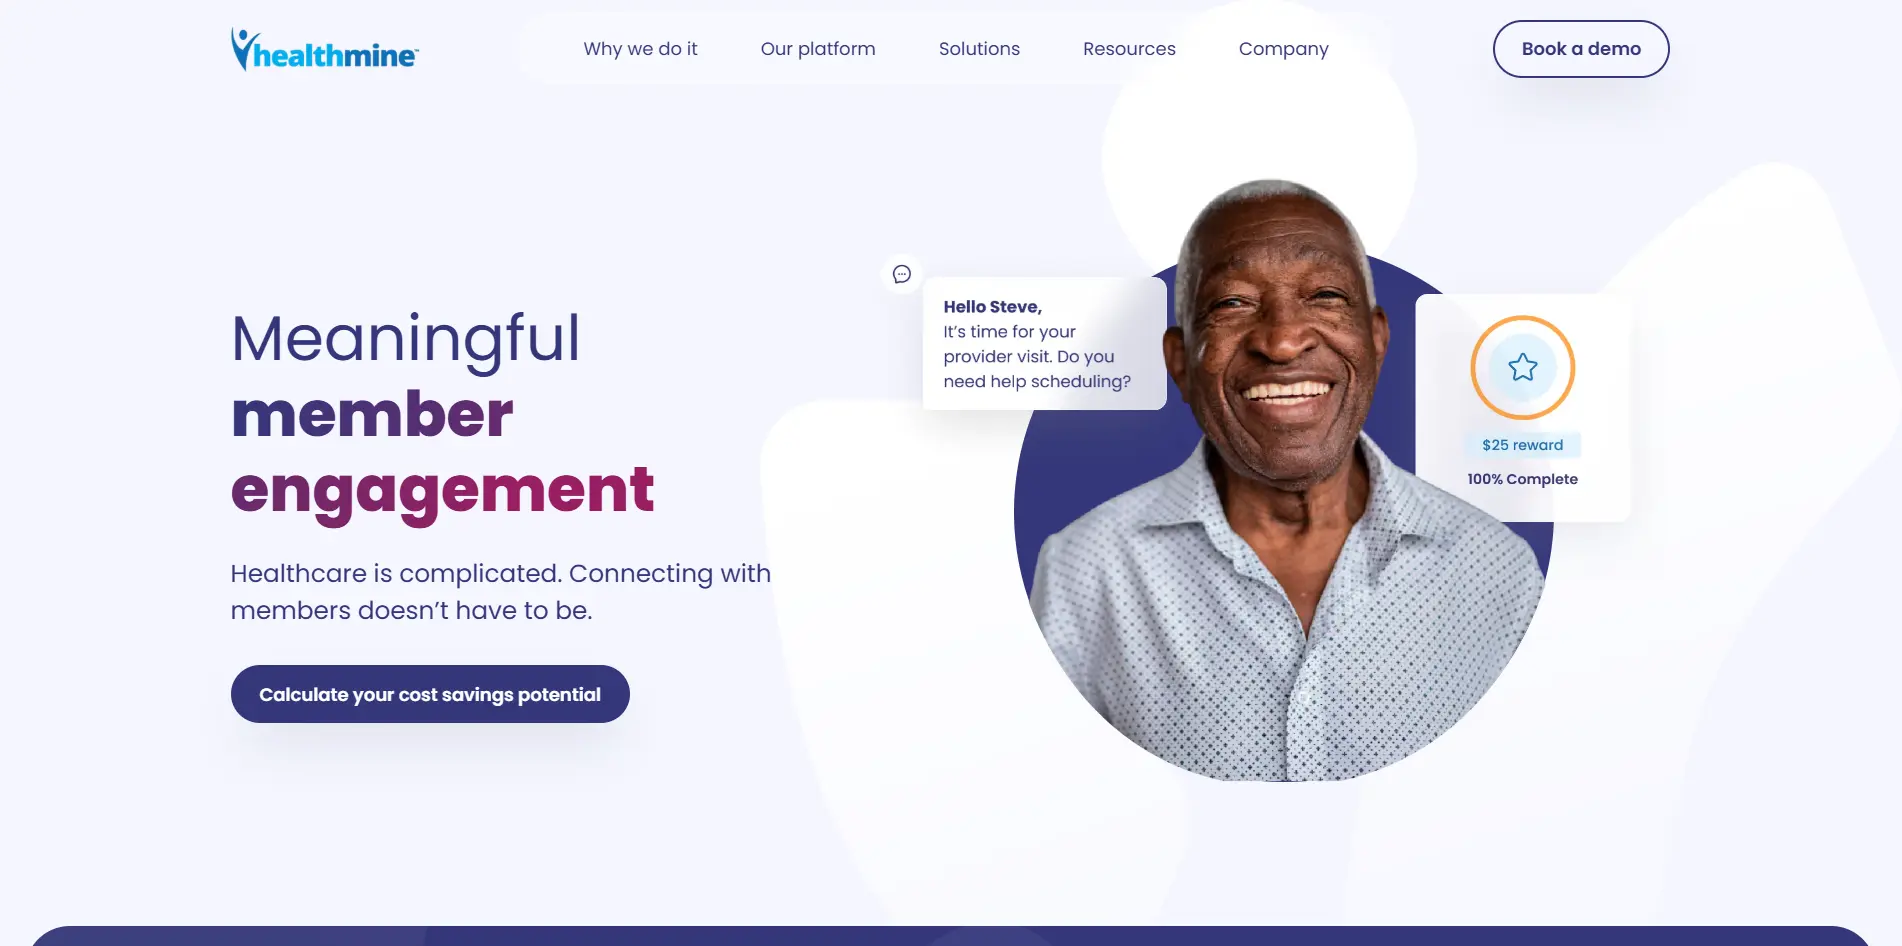 healthmine™
Why we do it
Our platform
Solutions
Resources
Company
Book a demo
Meaningful
member
engagement
Healthcare is complicated. Connecting with
members doesn’t have to be.
Calculate your cost savings potential
Hello Steve,
It’s time for your
provider visit. Do you
need help scheduling?
$25 reward
100% Complete